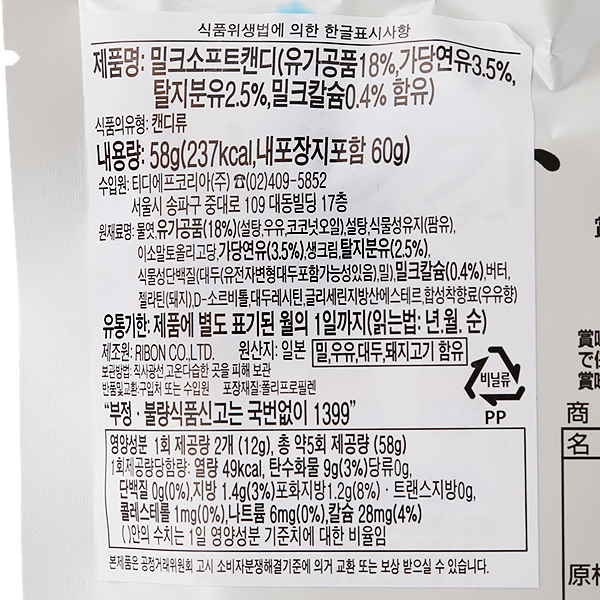 식품위생법에 의한 한글표시사항
제품명: 밀크소프트캔디(유가공품18%,가당연유3.5%,
탈지분유2.5%,밀크칼슘0.4% 함유)
식품의유형: 캔디류
내용량: 58g(237kcal,내포장지포함 60g)
수입원: 티디에프코리아(주) ☎(02)409-5852
서울시 송파구 중대로 109 대동빌딩 17층
원재료명: 물엿,유가공품(18%)(설탕,우유,코코넛오일),설탕,식물성유지(팜유),
이소말토올리고당,가당연유(3.5%),생크림,탈지분유(2.5%),
식물성단백질(대두(유전자변형대두포함가능성있음),밀),밀크칼슘(0.4%),버터,
젤라틴(돼지),D-소르비톨,대두레시틴,글리세린지방산에스테르,합성착향료(우유향)
유통기한: 제품에 별도 표기된 월의 1일까지(읽는법: 년.월. 순)
제조원: RIBON CO.,LTD. 원산지: 일본 밀,우유,대두,돼지고기 함유
보관방법: 직사광선,고온다습한 곳을 피해 보관
반품및교환:구입처 또는 수입원 포장재질:폴리프로필렌
비닐류
PP
"부정·불량식품신고는 국번없이 1399"
영양성분 1회 제공량 2개 (12g), 총 약5회 제공량 (58g)
1회제공량당함량: 열량 49kcal, 탄수화물 9g(3%)당류0g,
단백질 0g(0%),지방 1.4g(3%)포화지방1.2g(8%)·트랜스지방0g,
콜레스테롤 1mg(0%),나트륨 6mg(0%),칼슘 28mg(4%)
( )안의 수치는 1일 영양성분 기준치에 대한 비율임
본제품은 공정거래위원회 고시 소비자분쟁해결기준에 의거 교환 또는 보상 받으실 수 있습니다.
賞味
賞味
商
名
原材